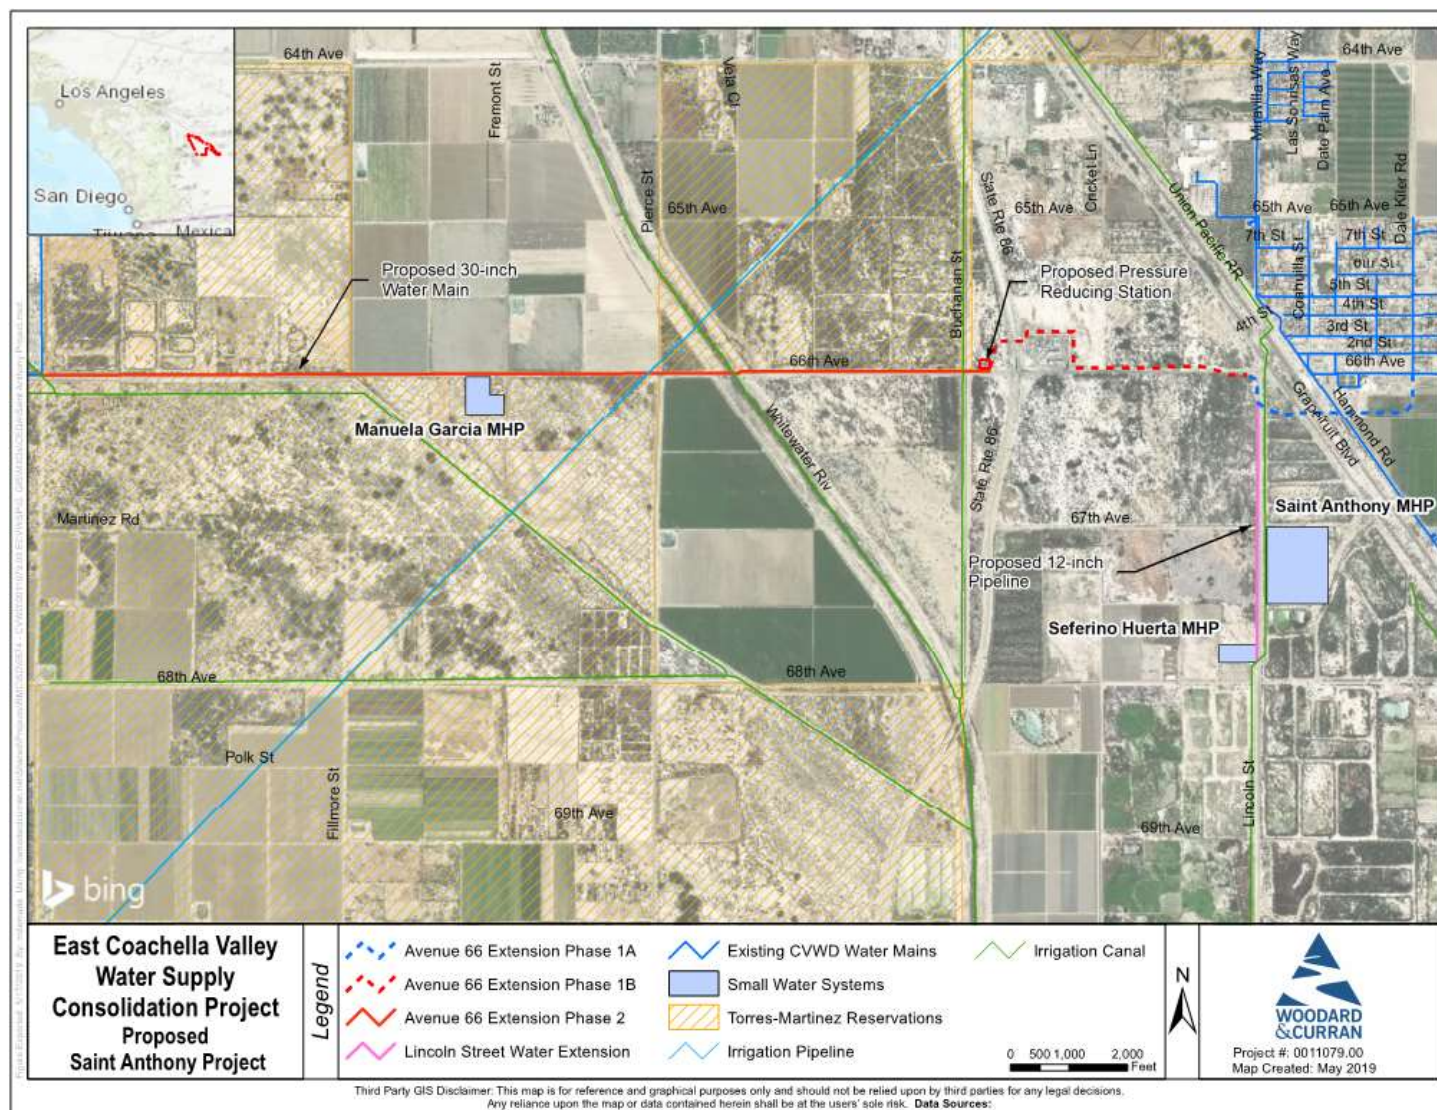 64th Ave
64th Ave
Los Angeles
San Diego
Tijuana
Mexica
Fremont St
Vela Ct
Pierce St
65th Ave
Buchanan St
State Rte 86
65th Ave
Cricket Ln
Union Pacific RR
Miravilla Way
Las Sonrisas Way
Date Palm Ave
65th Ave
65th Ave
7th St
7th St
5th St
4th St
3rd St
2nd St
66th Ave
4th S
Coahuilla St
Proposed 30-inch
Water Main
Proposed Pressure
Reducing Station
66th Ave
Manuela Garcia MHP
Whitewater Riv
State Rte 86
Grapefruit Blvd
Hammond Rd
Martinez Rd
67th Ave
Saint Anthony MHP
Proposed 12-inch
Pipeline
Seferino Huerta MHP
68th Ave
68th Ave
Polk St
Fillmore St
69th Ave
69th Ave
Lincoln St
bing
East Coachella Valley
Water Supply
Consolidation Project
Proposed
Saint Anthony Project
Legend
Avenue 66 Extension Phase 1A
Avenue 66 Extension Phase 1B
Avenue 66 Extension Phase 2
Lincoln Street Water Extension
Existing CVWD Water Mains
Small Water Systems
Torres-Martinez Reservations
Irrigation Pipeline
Irrigation Canal
0 500 1,000 2,000
Feet
N
WOODARD
&CURRAN
Project #: 0011079.00
Map Created: May 2019
Third Party GIS Disclaimer: This map is for reference and graphical purposes only and should not be relied upon by third parties for any legal decisions.
Any reliance upon the map or data contained herein shall be at the users' sole risk. Data Sources: